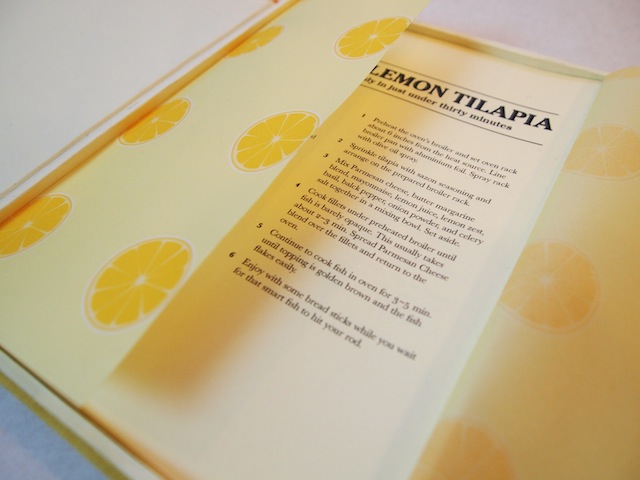 LEMON TILAPIA
in just under thirty minutes
1 Preheat the oven's broiler and set oven rack
about 6 inches from the heat source. Line
broiler pan with aluminium foil. Spray rack
with olive oil spray.
2 Sprinkle tilapia with sazon seasoning and
arrange on the prepared broiler rack.
3 Mix Parmesan cheese, butter margarine
blend, mayonnaise, lemon juice, lemon zest,
basil, balck pepper, onion powder, and celery
salt together in a mixing bowl. Set aside.
4 Cook fillets under preheared broiler until
fish is barely opaque. This usually takes
about 2-3 min. Spread Parmesan Cheese
blend over the fillets and return to the
oven.
5 Continue to cook fish in oven for 3-5 min.
until topping is golden brown and the fish
flakes easily.
6 Enjoy with some bread sticks while you wait
for that smart fish to hit your rod.